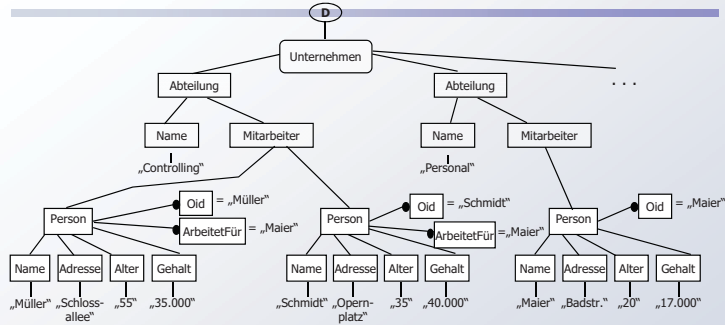 D
Unternehmen
Abteilung Abteilung . . .
Name Mitarbeiter Name Mitarbeiter
„Controlling“ „Personal“
Oid = „Müller“ Oid = „Schmidt“ Oid = „Maier“
Person Person Person
ArbeitetFür = „Maier“ ArbeitetFür = „Maier“
Name Adresse Alter Gehalt Name Adresse Alter Gehalt Name Adresse Alter Gehalt
„Müller“ „Schloss- „55“ „35.000“ „Schmidt“ „Opern- „35“ „40.000“ „Maier“ „Badstr.“ „20“ „17.000“
allee“ platz“